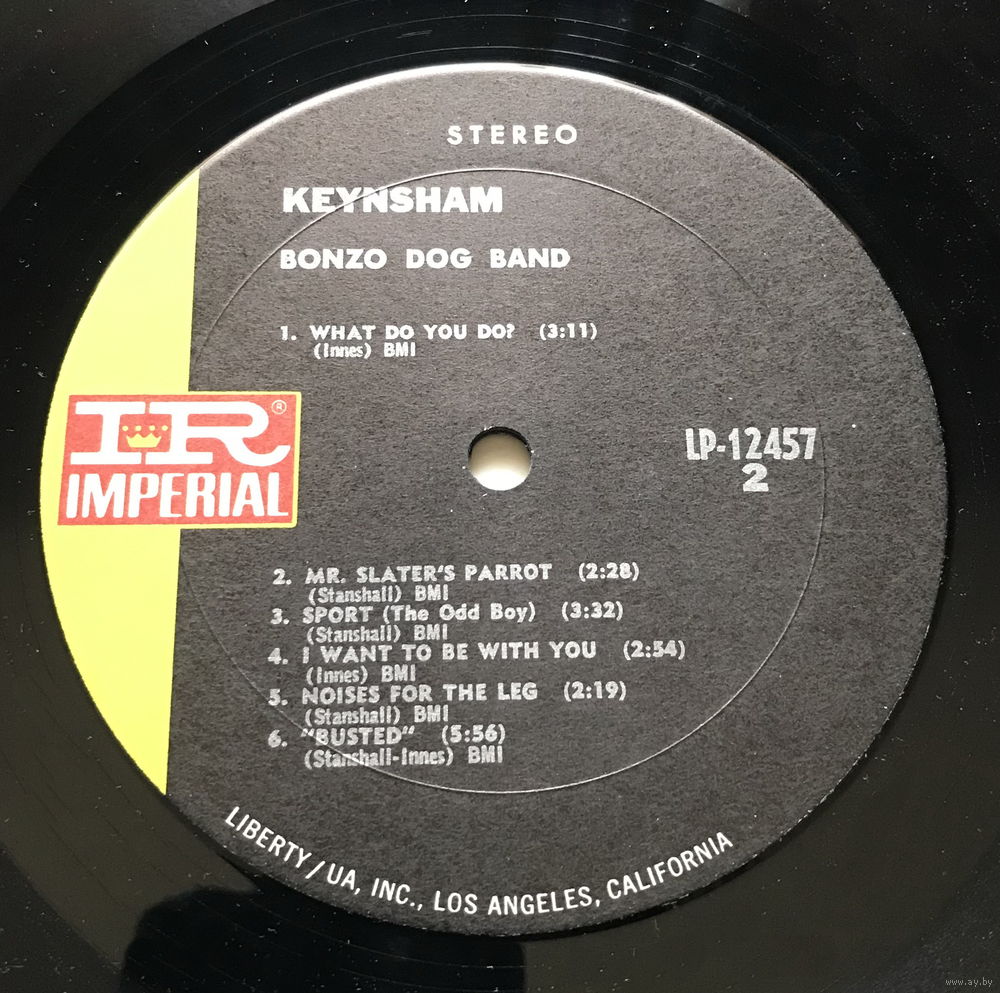 STEREO
KEYNSHAM
BONZO DOG BAND
1. WHAT DO YOU DO? (3:11)
(Innes) BMI
IR ®
IMPERIAL
LP-12457
2
2. MR. SLATER'S PARROT (2:28)
(Stanshall) BMI
3. SPORT (The Odd Boy) (3:32)
(Stanshall) BMI
4. I WANT TO BE WITH YOU (2:54)
(Innes) BMI
5. NOISES FOR THE LEG (2:19)
(Stanshall) BMI
6. "BUSTED" (5:56)
(Stanshall-Innes) BMI
LIBERTY/UA, INC., LOS ANGELES, CALIFORNIA
www.ay.by